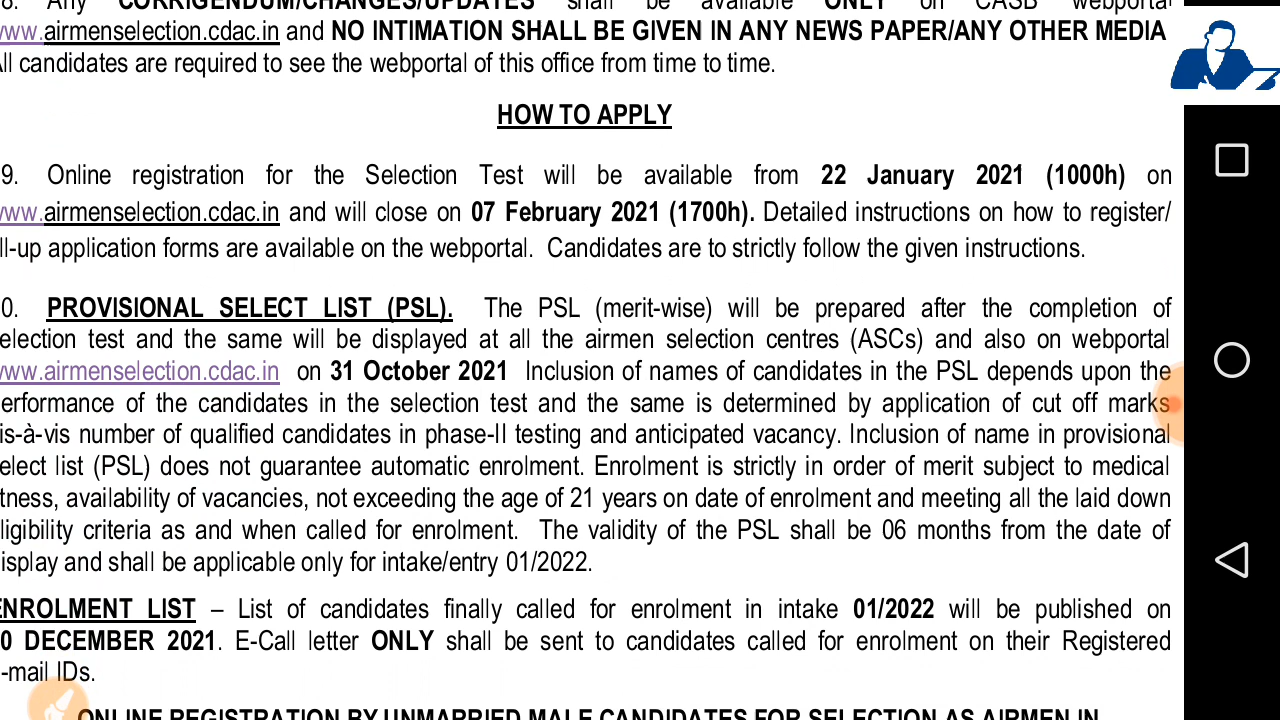 8. Any CORRIGENDUM/CHANGES/UPDATES shall be available ONLY on CASB webportal
www.airmenselection.cdac.in and NO INTIMATION SHALL BE GIVEN IN ANY NEWS PAPER/ANY OTHER MEDIA
ll candidates are required to see the webportal of this office from time to time.
HOW TO APPLY
9. Online registration for the Selection Test will be available from 22 January 2021 (1000h) on
www.airmenselection.cdac.in and will close on 07 February 2021 (1700h). Detailed instructions on how to register/
ll-up application forms are available on the webportal. Candidates are to strictly follow the given instructions.
0. PROVISIONAL SELECT LIST (PSL). The PSL (merit-wise) will be prepared after the completion of
election test and the same will be displayed at all the airmen selection centres (ASCs) and also on webportal
www.airmenselection.cdac.in on 31 October 2021 Inclusion of names of candidates in the PSL depends upon the
erformance of the candidates in the selection test and the same is determined by application of cut off marks
is-à-vis number of qualified candidates in phase-II testing and anticipated vacancy. Inclusion of name in provisional
elect list (PSL) does not guarantee automatic enrolment. Enrolment is strictly in order of merit subject to medical
tness, availability of vacancies, not exceeding the age of 21 years on date of enrolment and meeting all the laid down
ligibility criteria as and when called for enrolment. The validity of the PSL shall be 06 months from the date of
isplay and shall be applicable only for intake/entry 01/2022.
ENROLMENT LIST – List of candidates finally called for enrolment in intake 01/2022 will be published on
0 DECEMBER 2021. E-Call letter ONLY shall be sent to candidates called for enrolment on their Registered
-mail IDs.
ONLINE REGISTRATION BY UNMARRIED MALE CANDIDATES FOR SELECTION AS AIRMEN IN